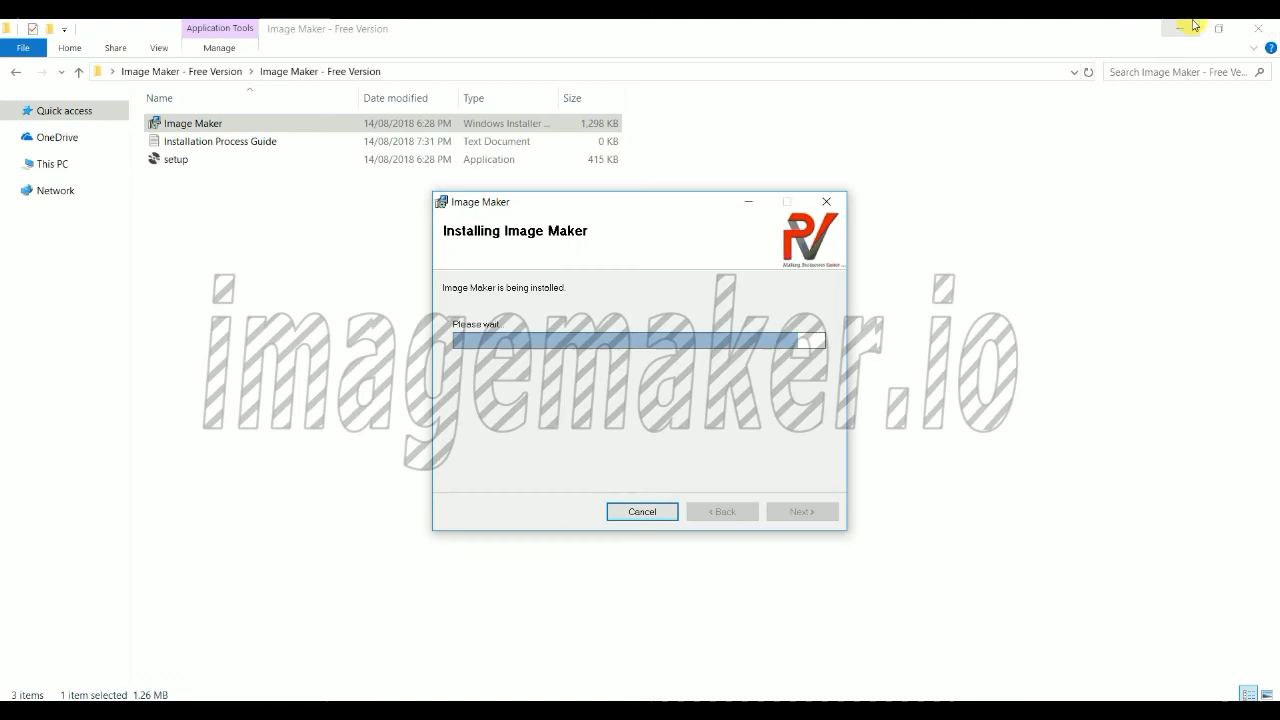 Application Tools
Image Maker - Free Version
File
Home
Share
View
Manage
Image Maker - Free Version
Image Maker - Free Version
Search Image Maker - Free Ve...
Name
Date modified
Type
Size
Quick access
OneDrive
This PC
Network
Image Maker
14/08/2018 6:28 PM
Windows Installer ...
1,298 KB
Installation Process Guide
14/08/2018 7:31 PM
Text Document
0 KB
setup
14/08/2018 6:28 PM
Application
415 KB
Image Maker
Installing Image Maker
PV
Making Businesses Easier ...
Image Maker is being installed.
Please wait...
imagemaker.io
Cancel
< Back
Next >
3 items
1 item selected
1.26 MB